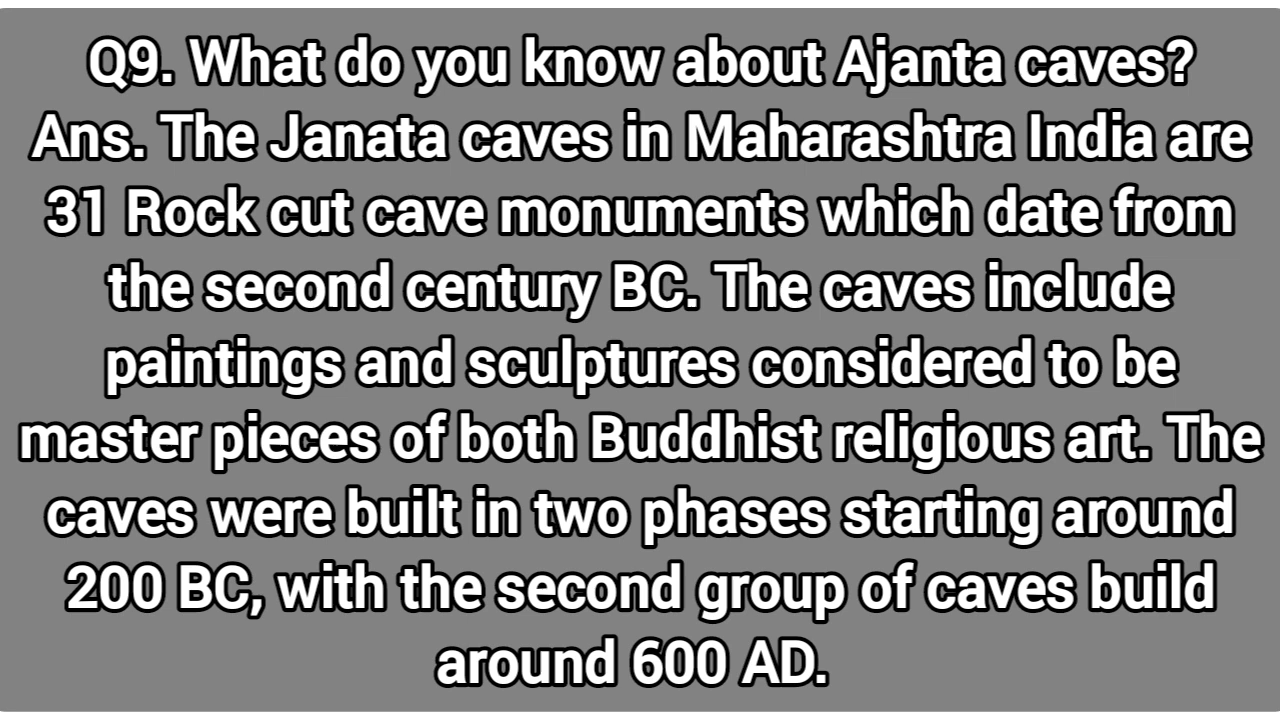 Q9. What do you know about Ajanta caves?
Ans. The Janata caves in Maharashtra India are
31 Rock cut cave monuments which date from
the second century BC. The caves include
paintings and sculptures considered to be
master pieces of both Buddhist religious art. The
caves were built in two phases starting around
200 BC, with the second group of caves build
around 600 AD.